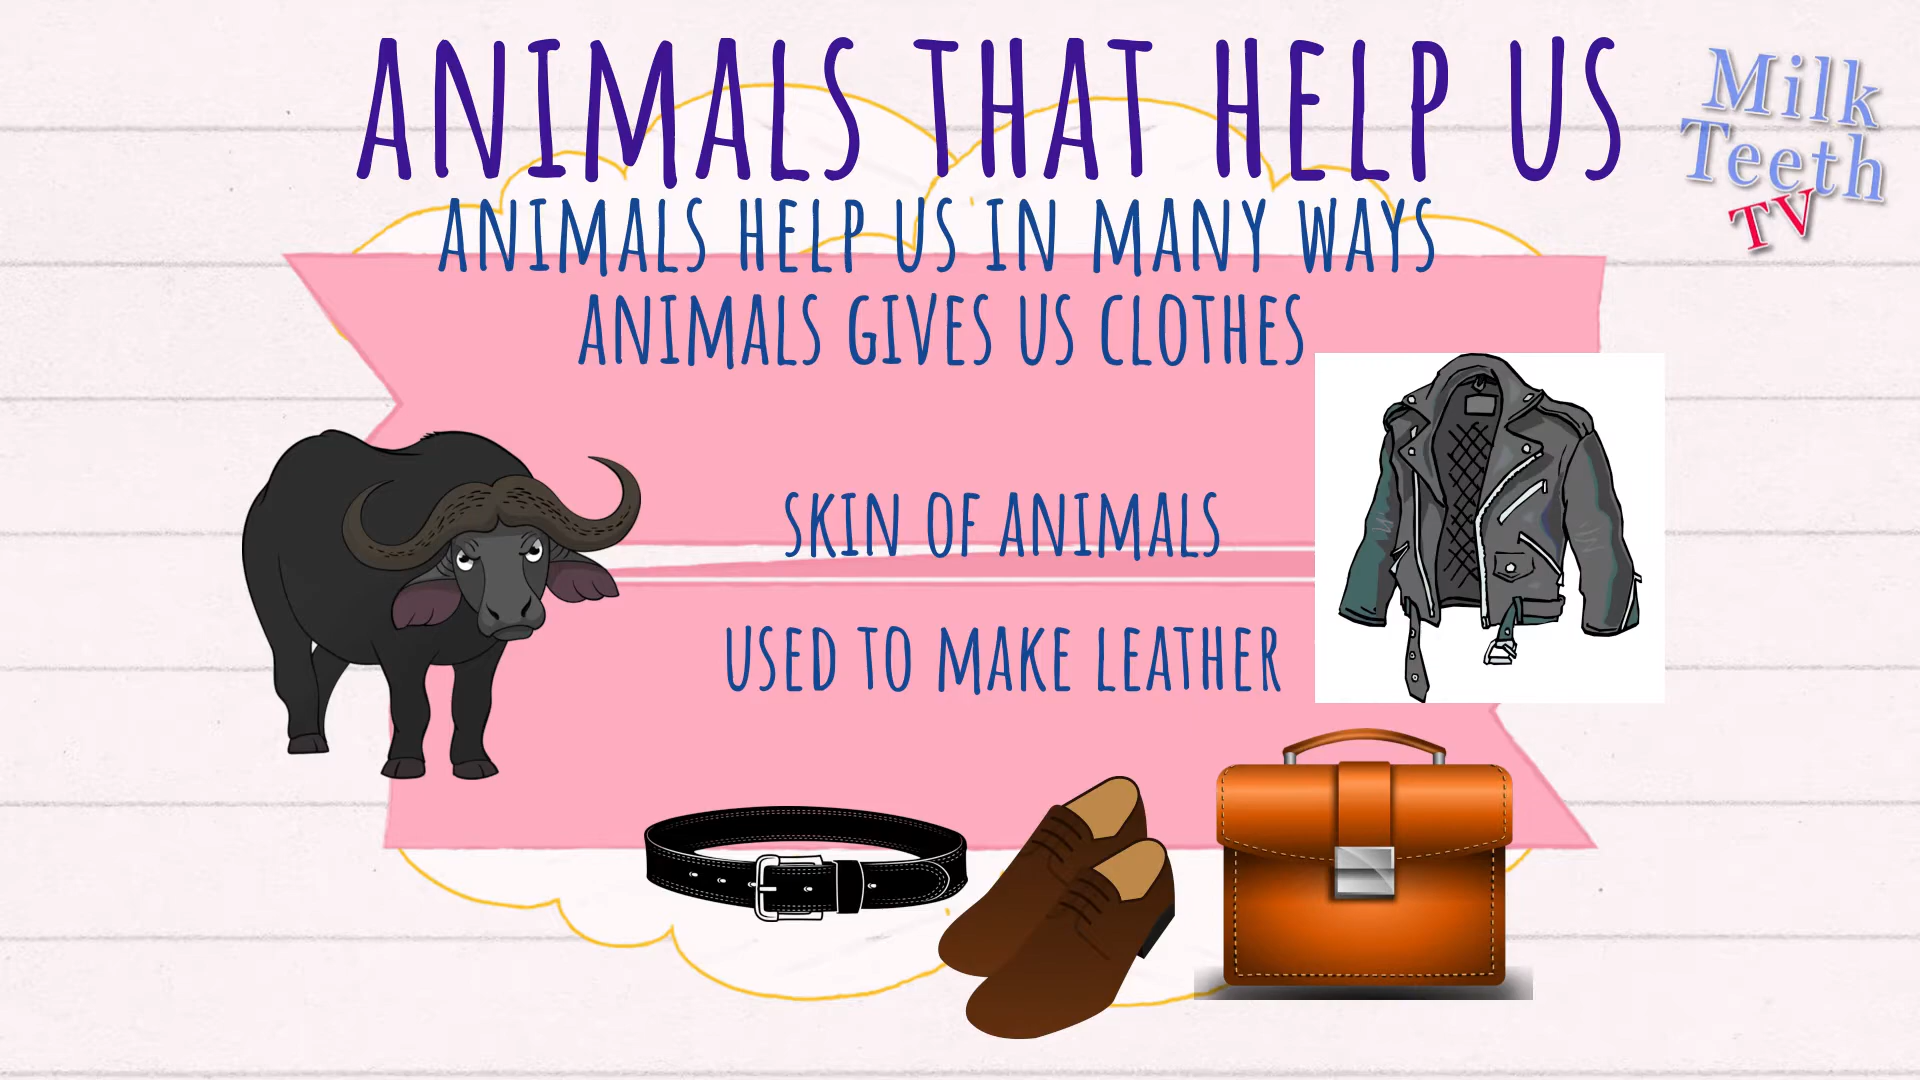 ANIMALS THAT HELP US
ANIMALS HELP US IN MANY WAYS
ANIMALS GIVES US CLOTHES
SKIN OF ANIMALS
USED TO MAKE LEATHER
Milk
Teeth
TV